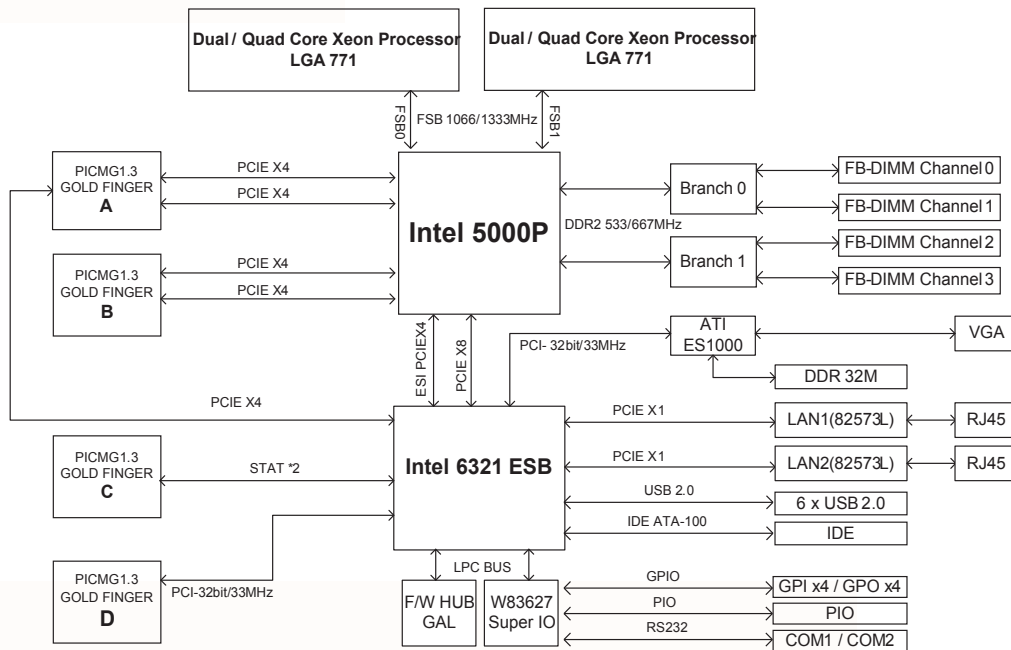 Dual / Quad Core Xeon Processor
LGA 771
Dual / Quad Core Xeon Processor
LGA 771
FSB0
FSB 1066/1333MHz
FSB1
PICMG1.3
GOLD FINGER
A
PCIE X4
PCIE X4
Intel 5000P
DDR2 533/667MHz
Branch 0
FB-DIMM Channel 0
FB-DIMM Channel 1
Branch 1
FB-DIMM Channel 2
FB-DIMM Channel 3
PICMG1.3
GOLD FINGER
B
PCIE X4
PCIE X4
ESI PCIEX4
PCIE X8
PCI- 32bit/33MHz
ATI
ES1000
VGA
DDR 32M
PCIE X4
Intel 6321 ESB
PCIE X1
LAN1(82573L)
RJ45
PCIE X1
LAN2(82573L)
RJ45
USB 2.0
6 x USB 2.0
IDE ATA-100
IDE
PICMG1.3
GOLD FINGER
C
STAT *2
PICMG1.3
GOLD FINGER
D
PCI-32bit/33MHz
LPC BUS
F/W HUB
GAL
W83627
Super IO
GPIO
GPI x4 / GPO x4
PIO
PIO
RS232
COM1 / COM2